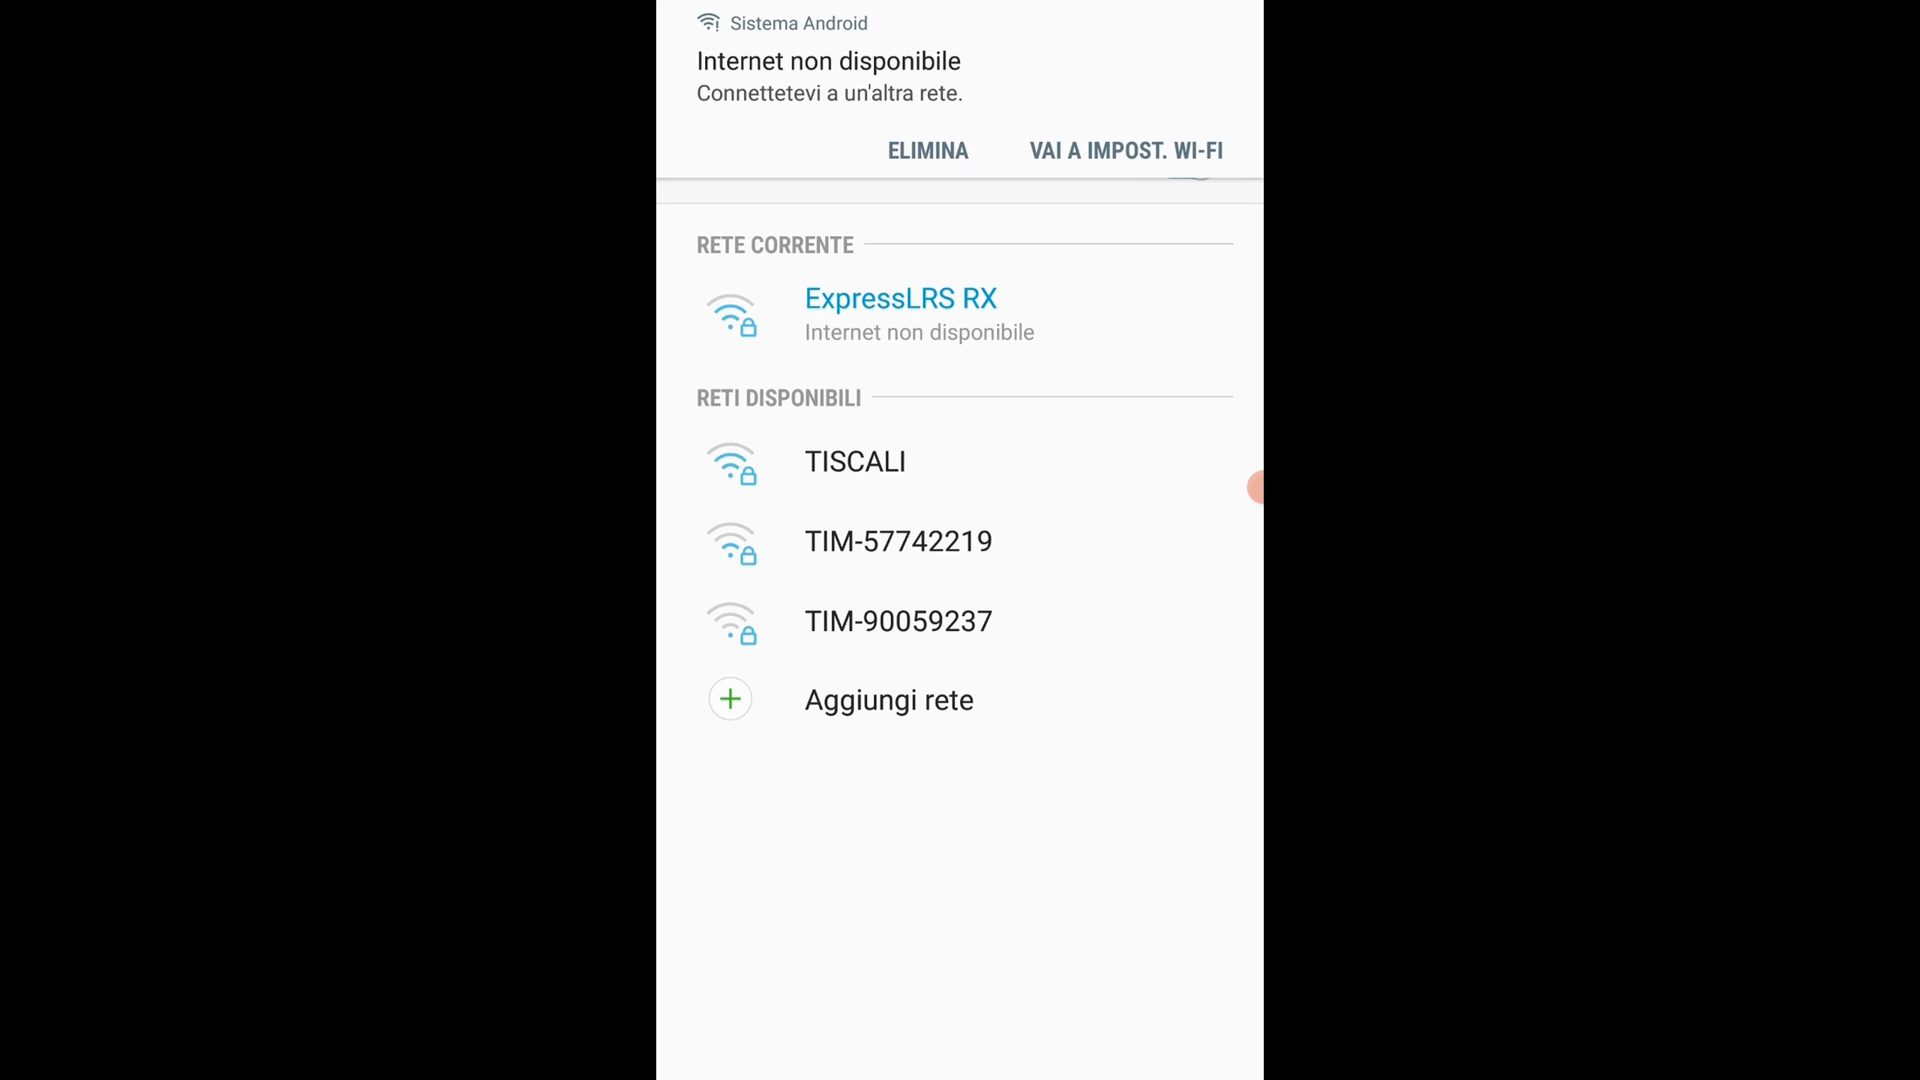 Sistema Android
Internet non disponibile
Connettetevi a un'altra rete.
ELIMINA VAI A IMPOST. WI-FI
RETE CORRENTE
ExpressLRS RX
Internet non disponibile
RETI DISPONIBILI
TISCALI
TIM-57742219
TIM-90059237
Aggiungi rete